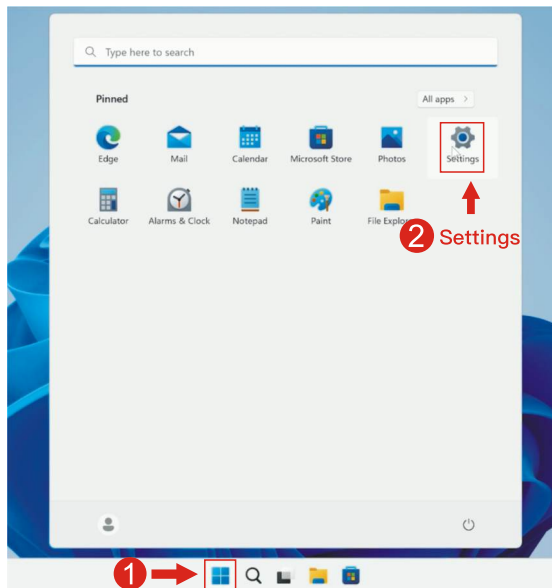 Type here to search
Pinned
All apps >
Edge
Mail
Calendar
Microsoft Store
Photos
Settings
Calculator
Alarms & Clock
Notepad
Paint
File Explor
2 Settings
1